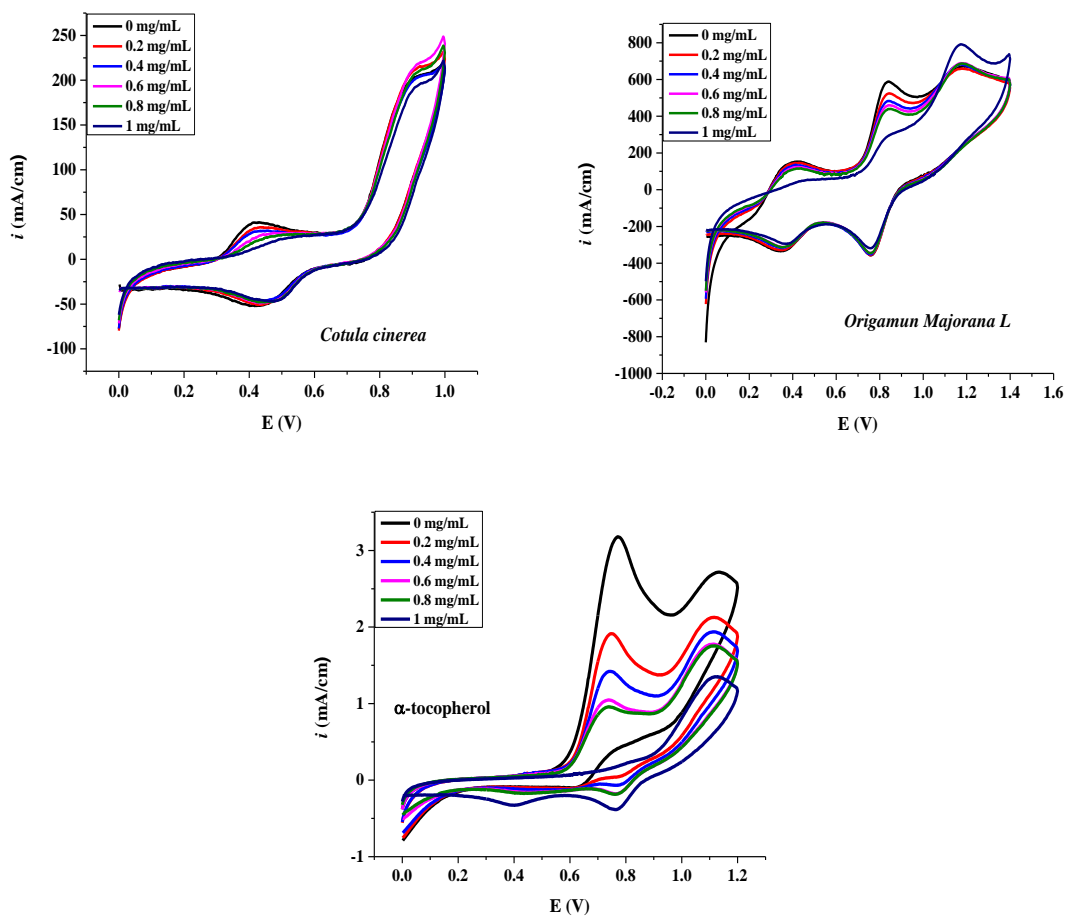 0 mg/mL
0.2 mg/mL
0.4 mg/mL
0.6 mg/mL
0.8 mg/mL
1 mg/mL
250
200
150
100
50
0
-50
-100
i (mA/cm)
Cotula cinerea
0.0 0.2 0.4 0.6 0.8 1.0
E (V)
0 mg/mL
0.2 mg/mL
0.4 mg/mL
0.6 mg/mL
0.8 mg/mL
1 mg/mL
800
600
400
200
0
-200
-400
-600
-800
-1000
i (mA/cm)
Origamun Majorana L
-0.2 0.0 0.2 0.4 0.6 0.8 1.0 1.2 1.4 1.6
E (V)
0 mg/mL
0.2 mg/mL
0.4 mg/mL
0.6 mg/mL
0.8 mg/mL
1 mg/mL
3
2
1
0
-1
i (mA/cm)
α-tocopherol
0.0 0.2 0.4 0.6 0.8 1.0 1.2
E (V)